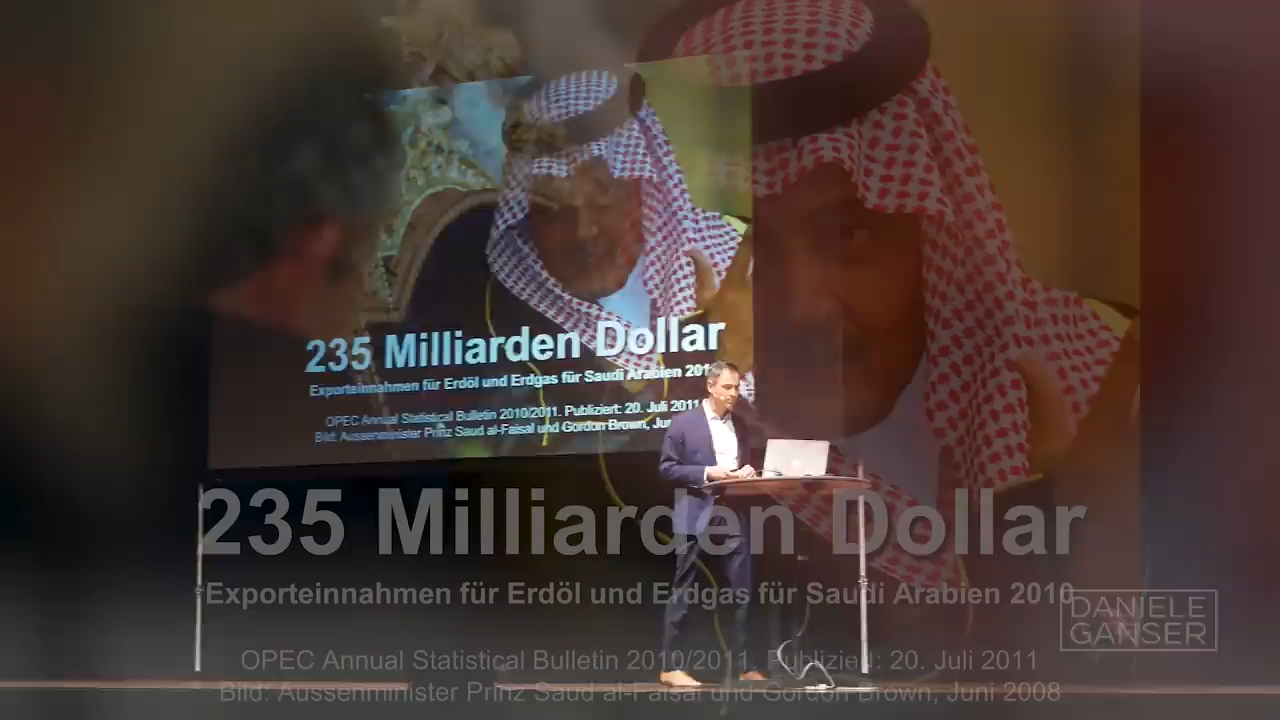 235 Milliarden Dollar
Exporteinnahmen für Erdöl und Erdgas für Saudi Arabien 201
OPEC Annual Statistical Bulletin 2010/2011. Publiziert: 20. Juli 2011
Bild: Aussenminister Prinz Saud al-Faisal und Gordon Brown,
235 Milliarden Dollar
Exporteinnahmen für Erdöl und Erdgas für Saudi Arabien 2010
DANIELE
GANSER
OPEC Annual Statistical Bulletin 2010/2011. Publiziert: 20. Juli 2011
Bild: Aussenminister Prinz Saud al-Faisal und Gordon Brown, Juni 2008